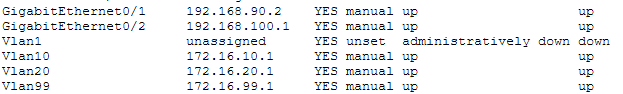 GigabitEthernet0/1 192.168.90.2 YES manual up up
GigabitEthernet0/2 192.168.100.1 YES manual up up
Vlan1 unassigned YES unset administratively down down
Vlan10 172.16.10.1 YES manual up up
Vlan20 172.16.20.1 YES manual up up
Vlan99 172.16.99.1 YES manual up up